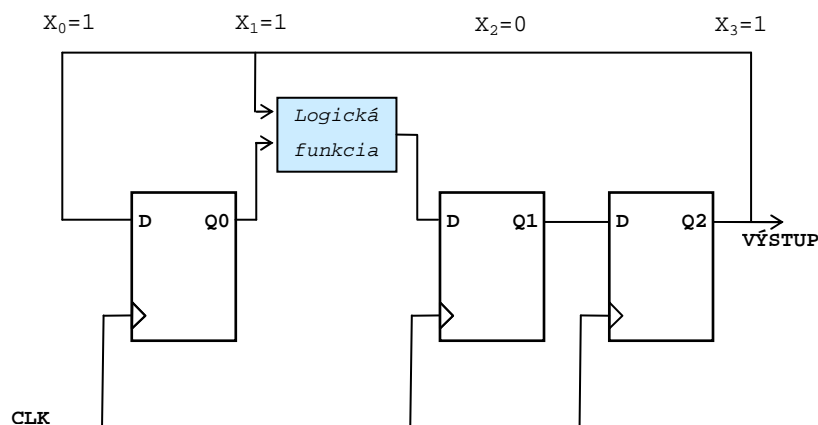 X₀=1 X₁=1 X₂=0 X₃=1
Logická
funkcia
D Q0 D Q1 D Q2
VÝSTUP
CLK